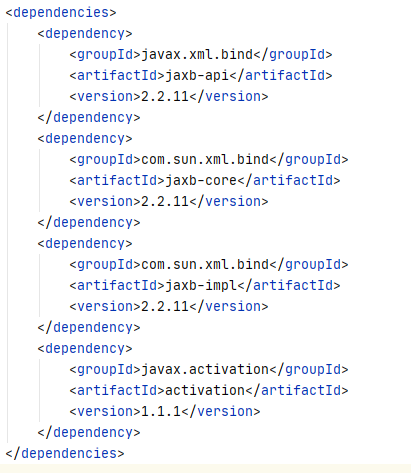 <dependencies>
    <dependency>
        <groupId>javax.xml.bind</groupId>
        <artifactId>jaxb-api</artifactId>
        <version>2.2.11</version>
    </dependency>
    <dependency>
        <groupId>com.sun.xml.bind</groupId>
        <artifactId>jaxb-core</artifactId>
        <version>2.2.11</version>
    </dependency>
    <dependency>
        <groupId>com.sun.xml.bind</groupId>
        <artifactId>jaxb-impl</artifactId>
        <version>2.2.11</version>
    </dependency>
    <dependency>
        <groupId>javax.activation</groupId>
        <artifactId>activation</artifactId>
        <version>1.1.1</version>
    </dependency>
</dependencies>